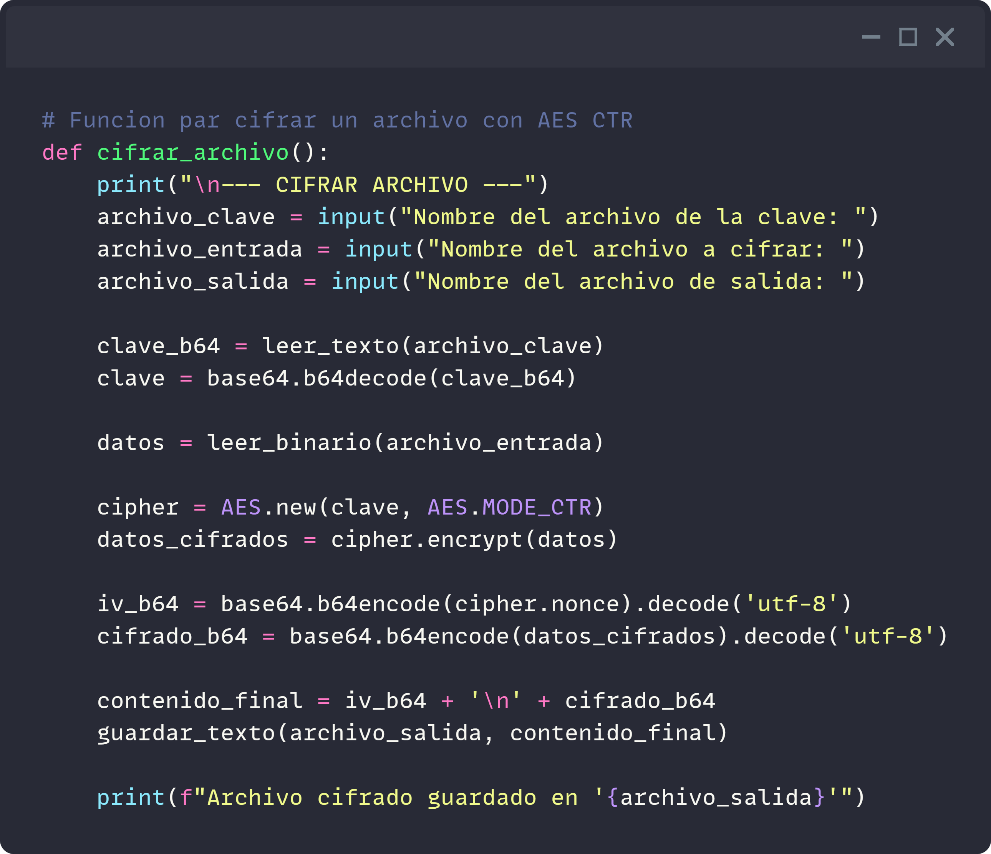 # Funcion par cifrar un archivo con AES CTR
def cifrar_archivo():
    print("\n--- CIFRAR ARCHIVO ---")
    archivo_clave = input("Nombre del archivo de la clave: ")
    archivo_entrada = input("Nombre del archivo a cifrar: ")
    archivo_salida = input("Nombre del archivo de salida: ")

    clave_b64 = leer_texto(archivo_clave)
    clave = base64.b64decode(clave_b64)

    datos = leer_binario(archivo_entrada)

    cipher = AES.new(clave, AES.MODE_CTR)
    datos_cifrados = cipher.encrypt(datos)

    iv_b64 = base64.b64encode(cipher.nonce).decode('utf-8')
    cifrado_b64 = base64.b64encode(datos_cifrados).decode('utf-8')

    contenido_final = iv_b64 + '\n' + cifrado_b64
    guardar_texto(archivo_salida, contenido_final)

    print(f"Archivo cifrado guardado en '{archivo_salida}'")